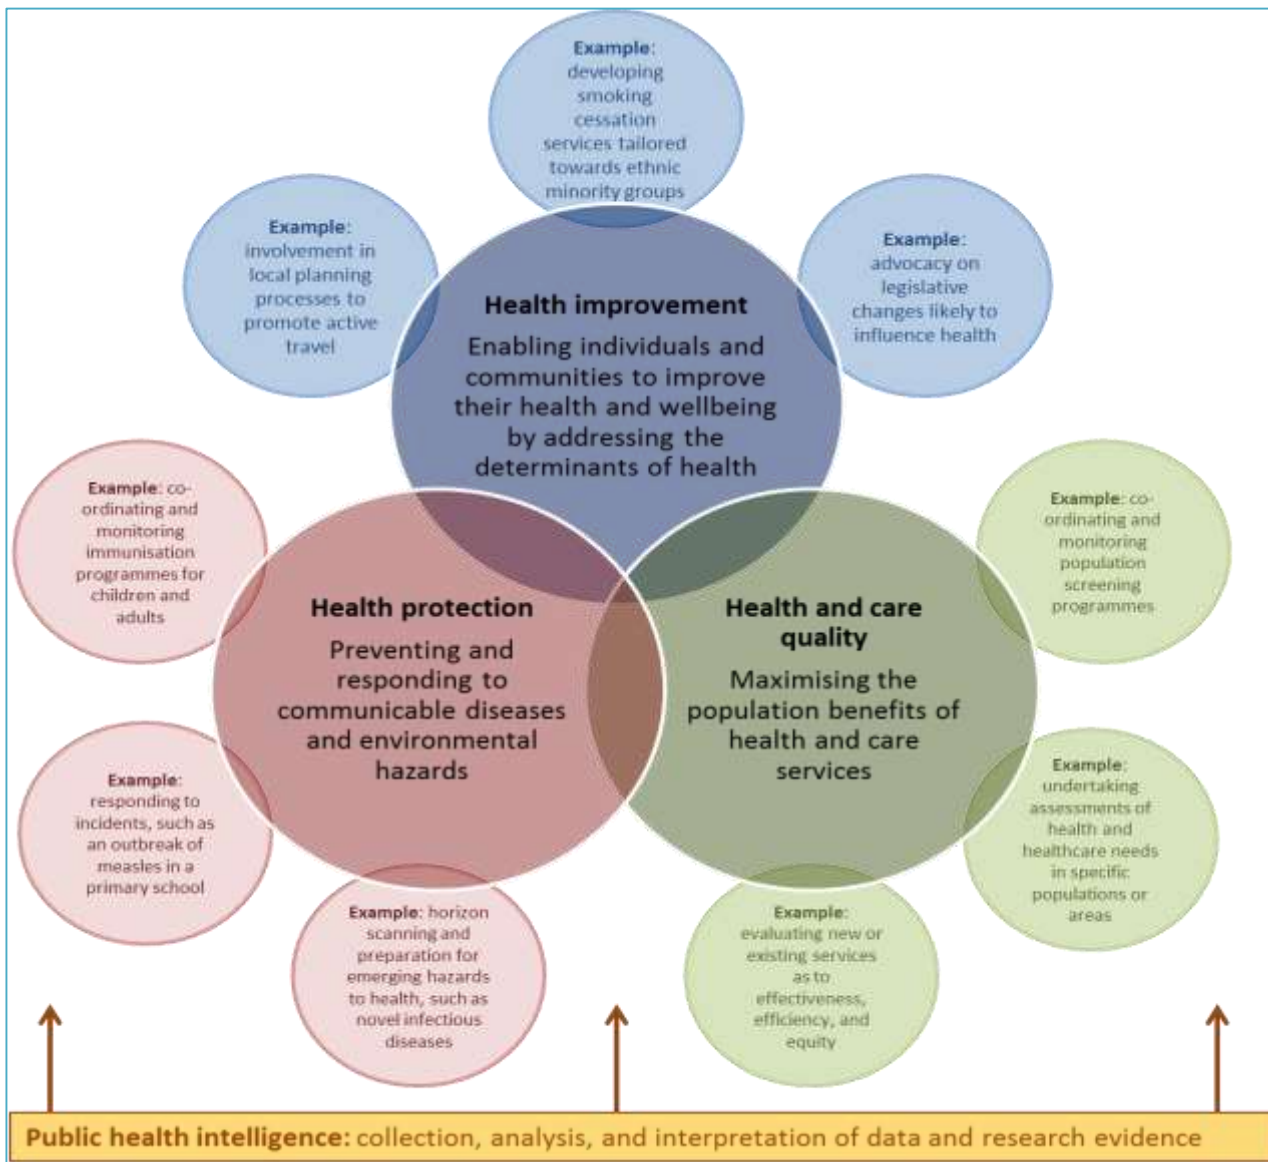 Example:
developing
smoking
cessation
services tailored
towards ethnic
minority groups
Example:
involvement in
local planning
processes to
promote active
travel
Example:
advocacy on
legislative
changes likely to
influence health
Health improvement
Enabling individuals and
communities to improve
their health and wellbeing
by addressing the
determinants of health
Example: co-
ordinating and
monitoring
immunisation
programmes for
children and
adults
Example: co-
ordinating and
monitoring
population
screening
programmes
Health protection
Preventing and
responding to
communicable diseases
and environmental
hazards
Health and care
quality
Maximising the
population benefits of
health and care
services
Example:
responding to
incidents, such as
an outbreak of
measles in a
primary school
Example:
undertaking
assessments of
health and
healthcare needs
in specific
populations or
areas
Example: horizon
scanning and
preparation for
emerging hazards
to health, such as
novel infectious
diseases
Example:
evaluating new or
existing services
as to
effectiveness,
efficiency, and
equity
Public health intelligence: collection, analysis, and interpretation of data and research evidence